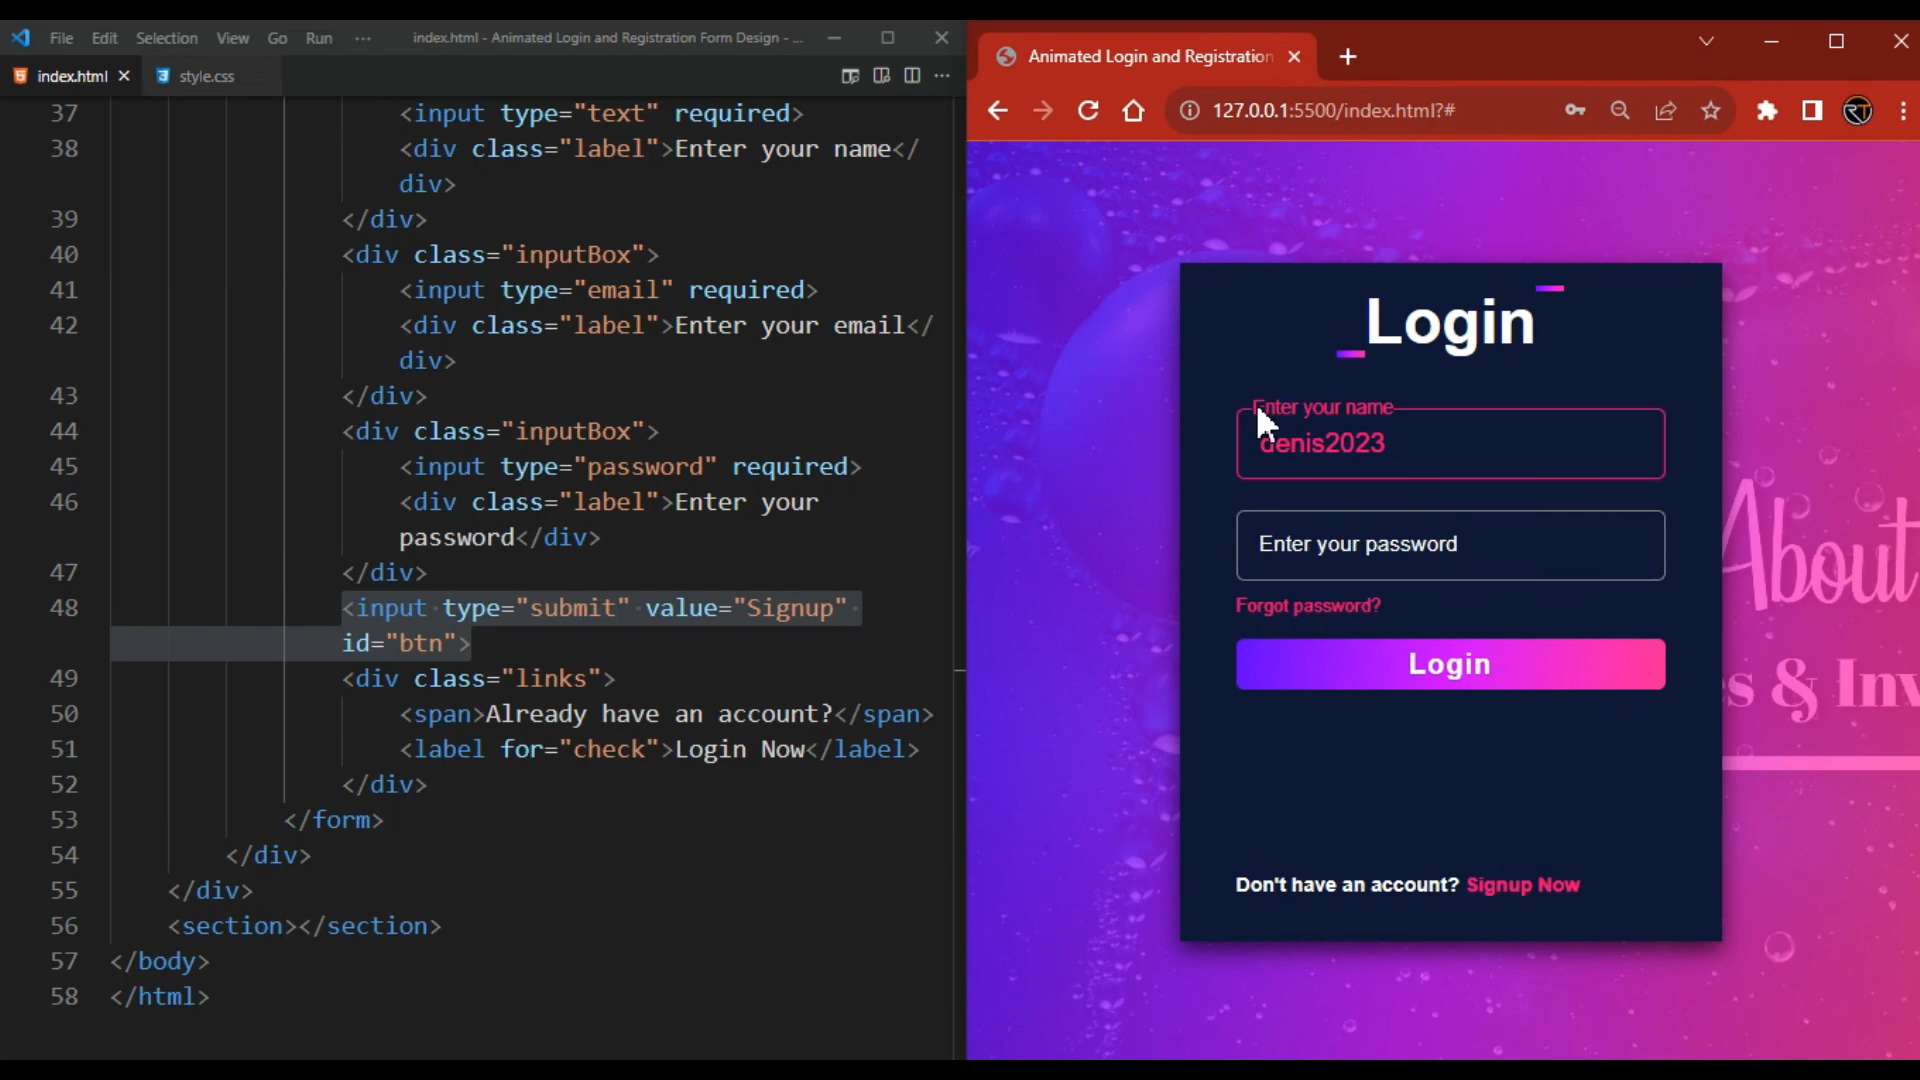 File Edit Selection View Go Run ··· index.html - Animated Login and Registration Form Design - ...
index.html style.css ···
37 <input type="text" required>
38 <div class="label">Enter your name</
div>
39 </div>
40 <div class="inputBox">
41 <input type="email" required>
42 <div class="label">Enter your email</
div>
43 </div>
44 <div class="inputBox">
45 <input type="password" required>
46 <div class="label">Enter your
password</div>
47 </div>
48 <input type="submit" value="Signup"
id="btn">
49 <div class="links">
50 <span>Already have an account?</span>
51 <label for="check">Login Now</label>
52 </div>
53 </form>
54 </div>
55 </div>
56 <section></section>
57 </body>
58 </html>
Animated Login and Registration
127.0.0.1:5500/index.html?#
RT
Login
Enter your name
denis2023
Enter your password
Forgot password?
Login
Don't have an account? Signup Now
About
s & Inv